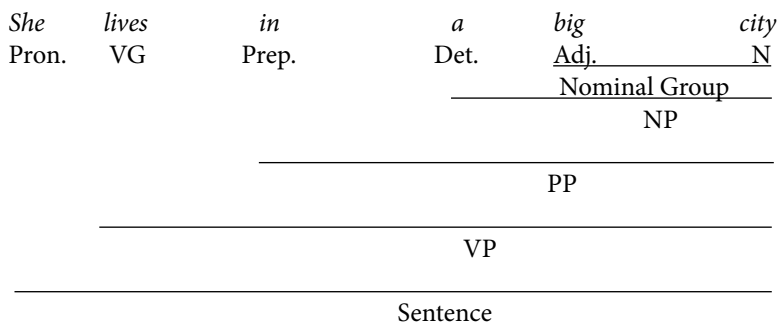 She lives in a big city
Pron. VG Prep. Det. Adj. N
Nominal Group
NP
PP
VP
Sentence